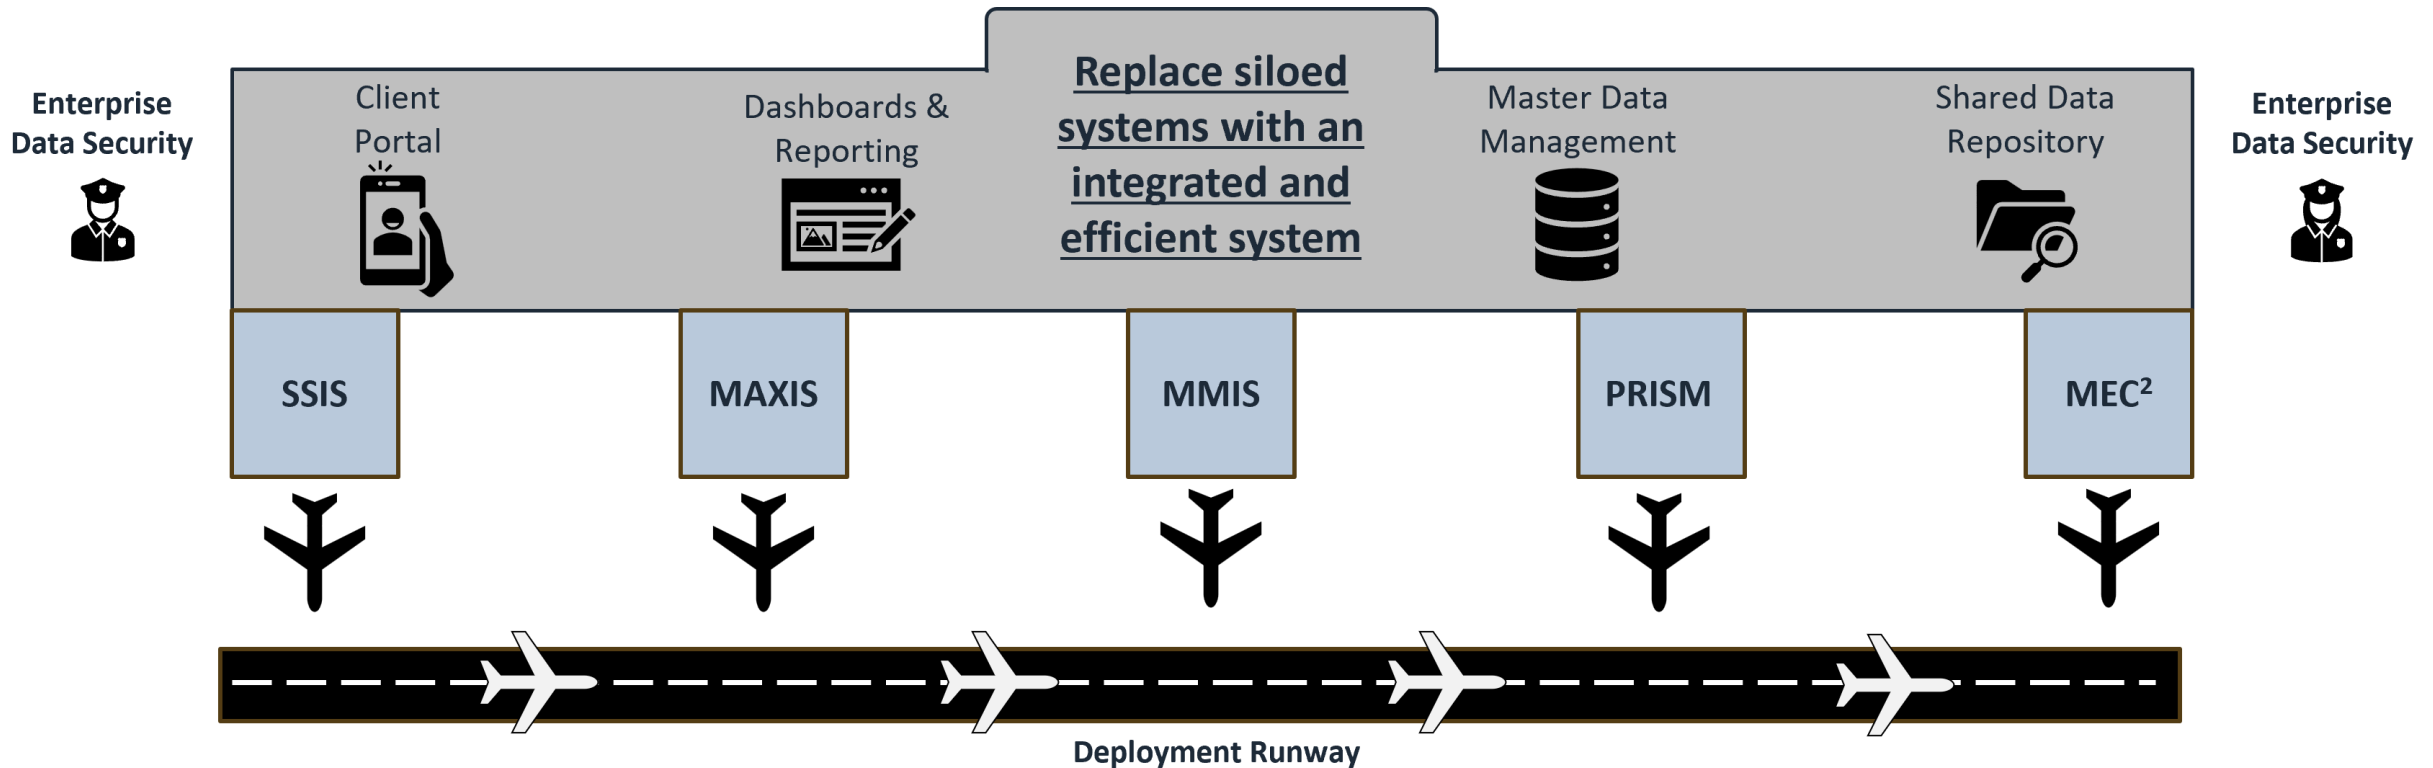 Enterprise
Data Security
Client
Portal
Dashboards &
Reporting
Replace siloed
systems with an
integrated and
efficient system
Master Data
Management
Shared Data
Repository
Enterprise
Data Security
SSIS
MAXIS
MMIS
PRISM
MEC²
Deployment Runway